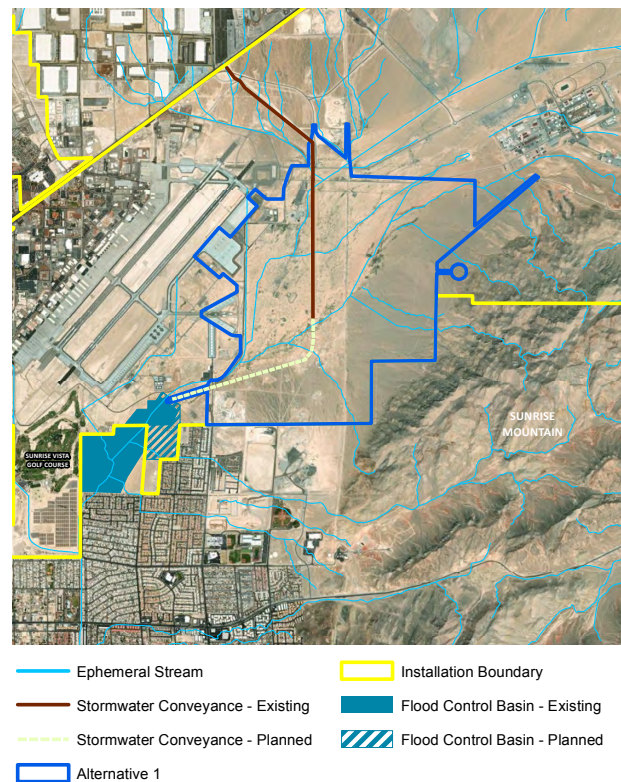 SUNRISE VISTA
GOLF COURSE
SUNRISE
MOUNTAIN
Ephemeral Stream
Installation Boundary
Stormwater Conveyance - Existing
Flood Control Basin - Existing
Stormwater Conveyance - Planned
Flood Control Basin - Planned
Alternative 1